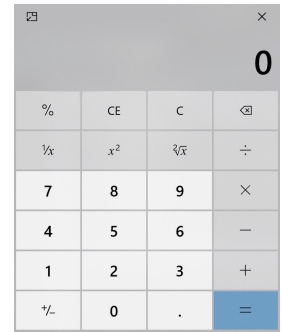 0
% CE C
¹/x x² ²√x ÷
7 8 9 ×
4 5 6 −
1 2 3 +
+/− 0 . =